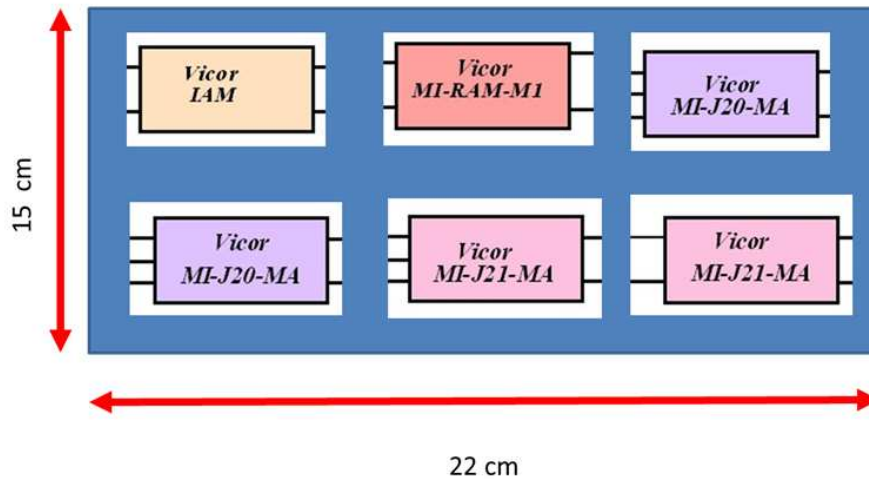 Vicor
IAM
Vicor
MI-RAM-M1
Vicor
MI-J20-MA
Vicor
MI-J20-MA
Vicor
MI-J21-MA
Vicor
MI-J21-MA
15 cm
22 cm